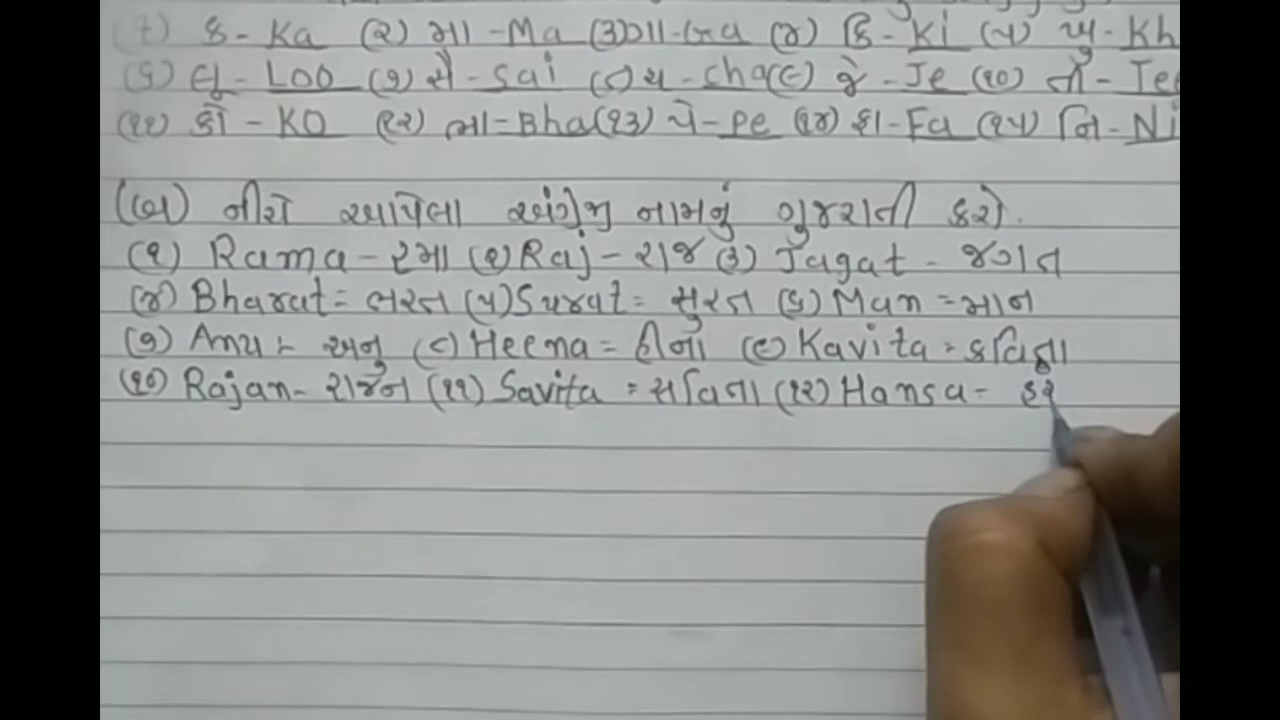 (૧) ક - Ka (૨) મા - Ma (૩) ગા - Ga (૪) કિ - Ki (૫) ખુ - Kh
(૬) લૂ - Loo (૭) સૈ - Sai (૮) ચ - Cha (૯) જે - Je (૧૦) તી - Tee
(૧૧) કો - KO (૧૨) ભા - Bha (૧૩) પે - Pe (૧૪) ફા - Fa (૧૫) નિ - Ni
(બ) નીચે આપેલા અંગ્રેજી નામનું ગુજરાતી કરો.
(૧) Rama - રમા (૨) Raj - રાજ (૩) Jagat - જગત
(૪) Bharat = ભરત (૫) Surat = સુરત (૬) Man = માન
(૭) Anu = અનુ (૮) Heena = હીના (૯) Kavita = કવિતા
(૧૦) Rajan - રાજન (૧૧) Savita = સવિતા (૧૨) Hansa -